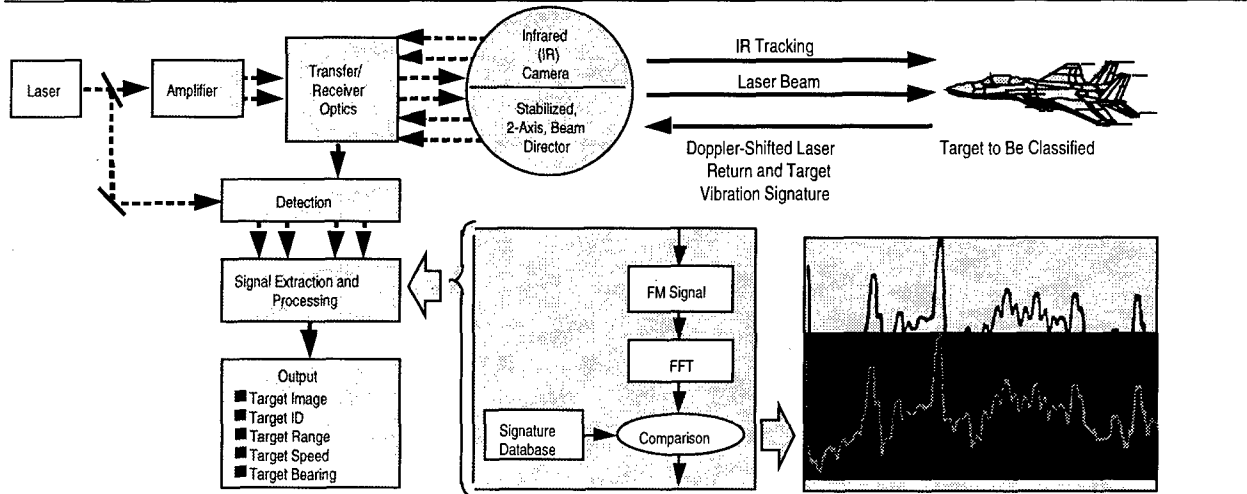 Laser
Amplifier
Transfer/
Receiver
Optics
Infrared
(IR)
Camera
Stabilized,
2-Axis, Beam
Director
IR Tracking
Laser Beam
Doppler-Shifted Laser
Return and Target
Vibration Signature
Target to Be Classified
Detection
Signal Extraction and
Processing
Output
Target Image
Target ID
Target Range
Target Speed
Target Bearing
FM Signal
FFT
Signature
Database
Comparison